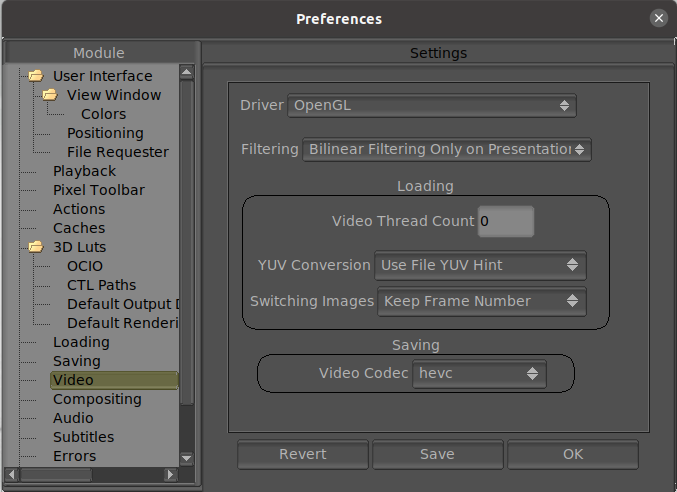 Preferences
Module
Settings
User Interface
View Window
Colors
Positioning
File Requester
Playback
Pixel Toolbar
Actions
Caches
3D Luts
OCIO
CTL Paths
Default Output D
Default Renderi
Loading
Saving
Video
Compositing
Audio
Subtitles
Errors
Driver OpenGL
Filtering Bilinear Filtering Only on Presentation
Loading
Video Thread Count 0
YUV Conversion Use File YUV Hint
Switching Images Keep Frame Number
Saving
Video Codec hevc
Revert Save OK